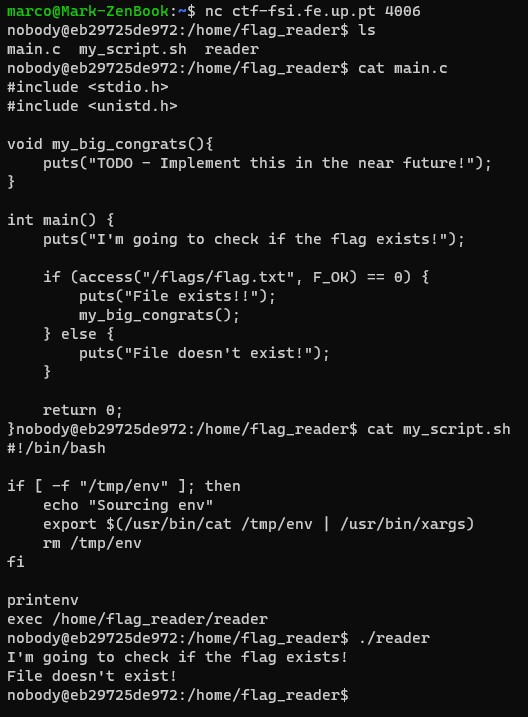 marco@Mark-ZenBook:~$ nc ctf-fsi.fe.up.pt 4006
nobody@eb29725de972:/home/flag_reader$ ls
main.c  my_script.sh  reader
nobody@eb29725de972:/home/flag_reader$ cat main.c
#include <stdio.h>
#include <unistd.h>

void my_big_congrats(){
    puts("TODO - Implement this in the near future!");
}

int main() {
    puts("I'm going to check if the flag exists!");

    if (access("/flags/flag.txt", F_OK) == 0) {
        puts("File exists!!");
        my_big_congrats();
    } else {
        puts("File doesn't exist!");
    }

    return 0;
}nobody@eb29725de972:/home/flag_reader$ cat my_script.sh
#!/bin/bash

if [ -f "/tmp/env" ]; then
    echo "Sourcing env"
    export $(/usr/bin/cat /tmp/env | /usr/bin/xargs)
    rm /tmp/env
fi

printenv
exec /home/flag_reader/reader
nobody@eb29725de972:/home/flag_reader$ ./reader
I'm going to check if the flag exists!
File doesn't exist!
nobody@eb29725de972:/home/flag_reader$